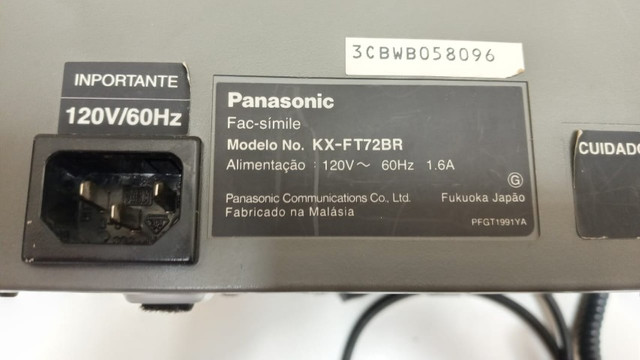 3CBWB058096
INPORTANTE
120V/60Hz
Panasonic
Fac-símile
Modelo No. KX-FT72BR
Alimentação : 120V～ 60Hz 1.6A
G
Panasonic Communications Co., Ltd. Fukuoka Japão
Fabricado na Malásia
PFGT1991YA
CUIDADO